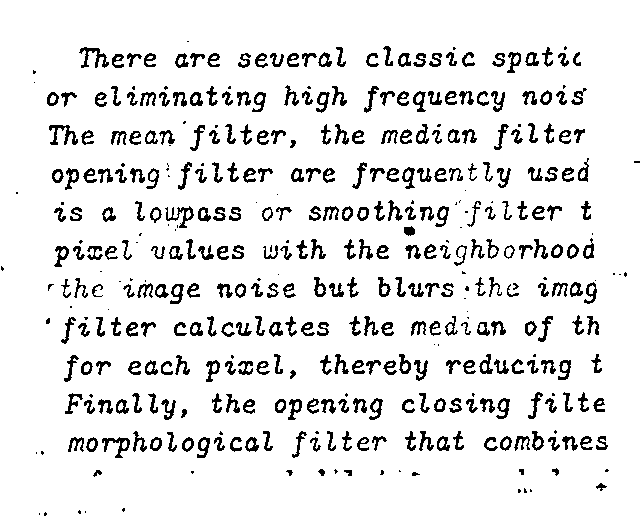 There are several classic spatic
or eliminating high frequency nois
The mean filter, the median filter
opening filter are frequently used
is a lowpass or smoothing filter t
pixel values with the neighborhood
the image noise but blurs the imag
filter calculates the median of th
for each pixel, thereby reducing t
Finally, the opening closing filte
morphological filter that combines